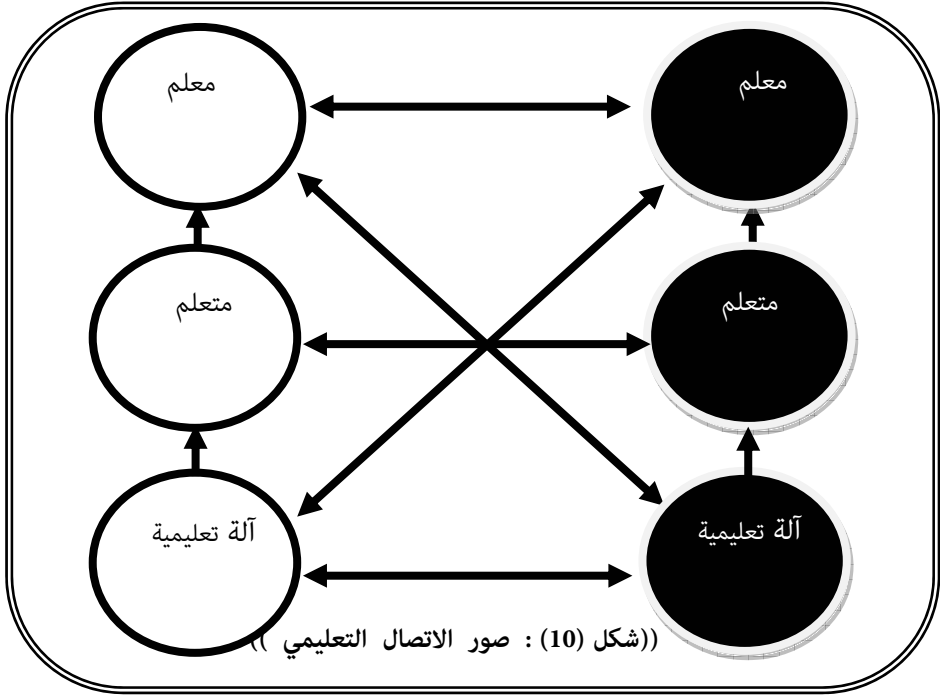 معلم
معلم
متعلم
متعلم
آلة تعليمية
آلة تعليمية
((شكل (10) : صور الاتصال التعليمي ))